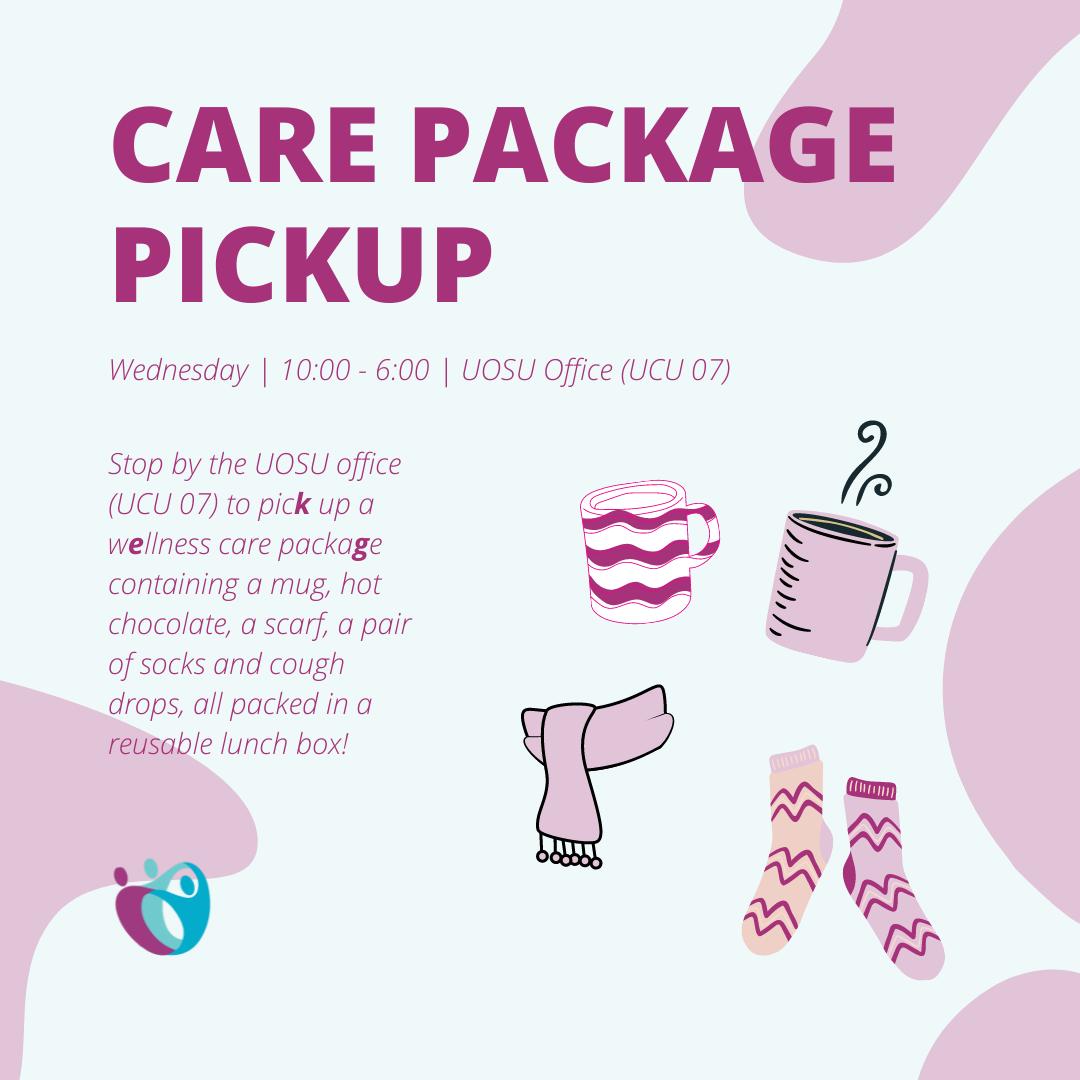 CARE PACKAGE
PICKUP
Wednesday | 10:00 - 6:00 | UOSU Office (UCU 07)
Stop by the UOSU office
(UCU 07) to pick up a
wellness care package
containing a mug, hot
chocolate, a scarf, a pair
of socks and cough
drops, all packed in a
reusable lunch box!